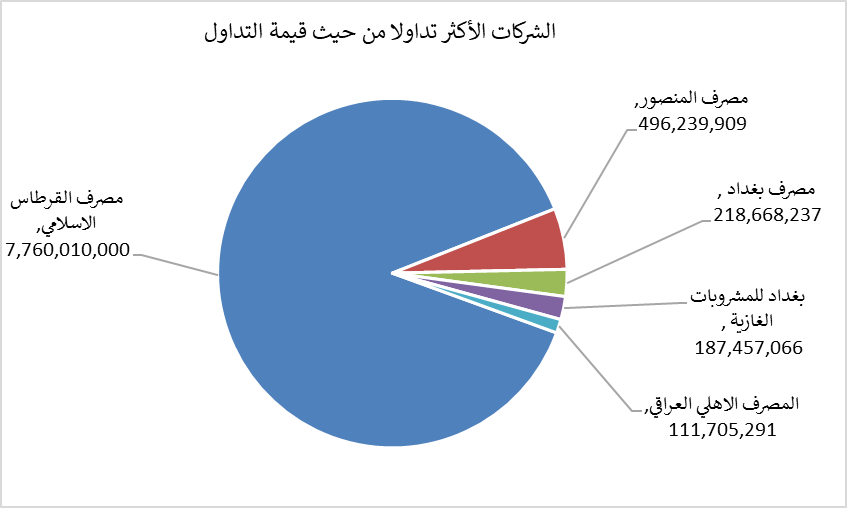 الشركات الأكثر تداولا من حيث قيمة التداول
مصرف المنصور,
496,239,909
مصرف بغداد ,
218,668,237
بغداد للمشروبات
الغازية ,
187,457,066
المصرف الاهلي العراقي,
111,705,291
مصرف القرطاس
الاسلامي,
7,760,010,000